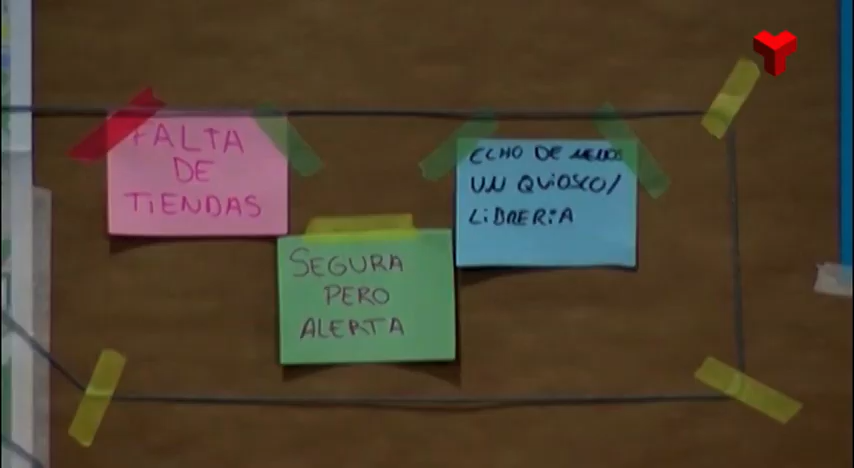 FALTA
DE
TIENDAS
SEGURA
PERO
ALERTA
ECHO DE MENOS
UN QUIOSCO/
LIBRERIA